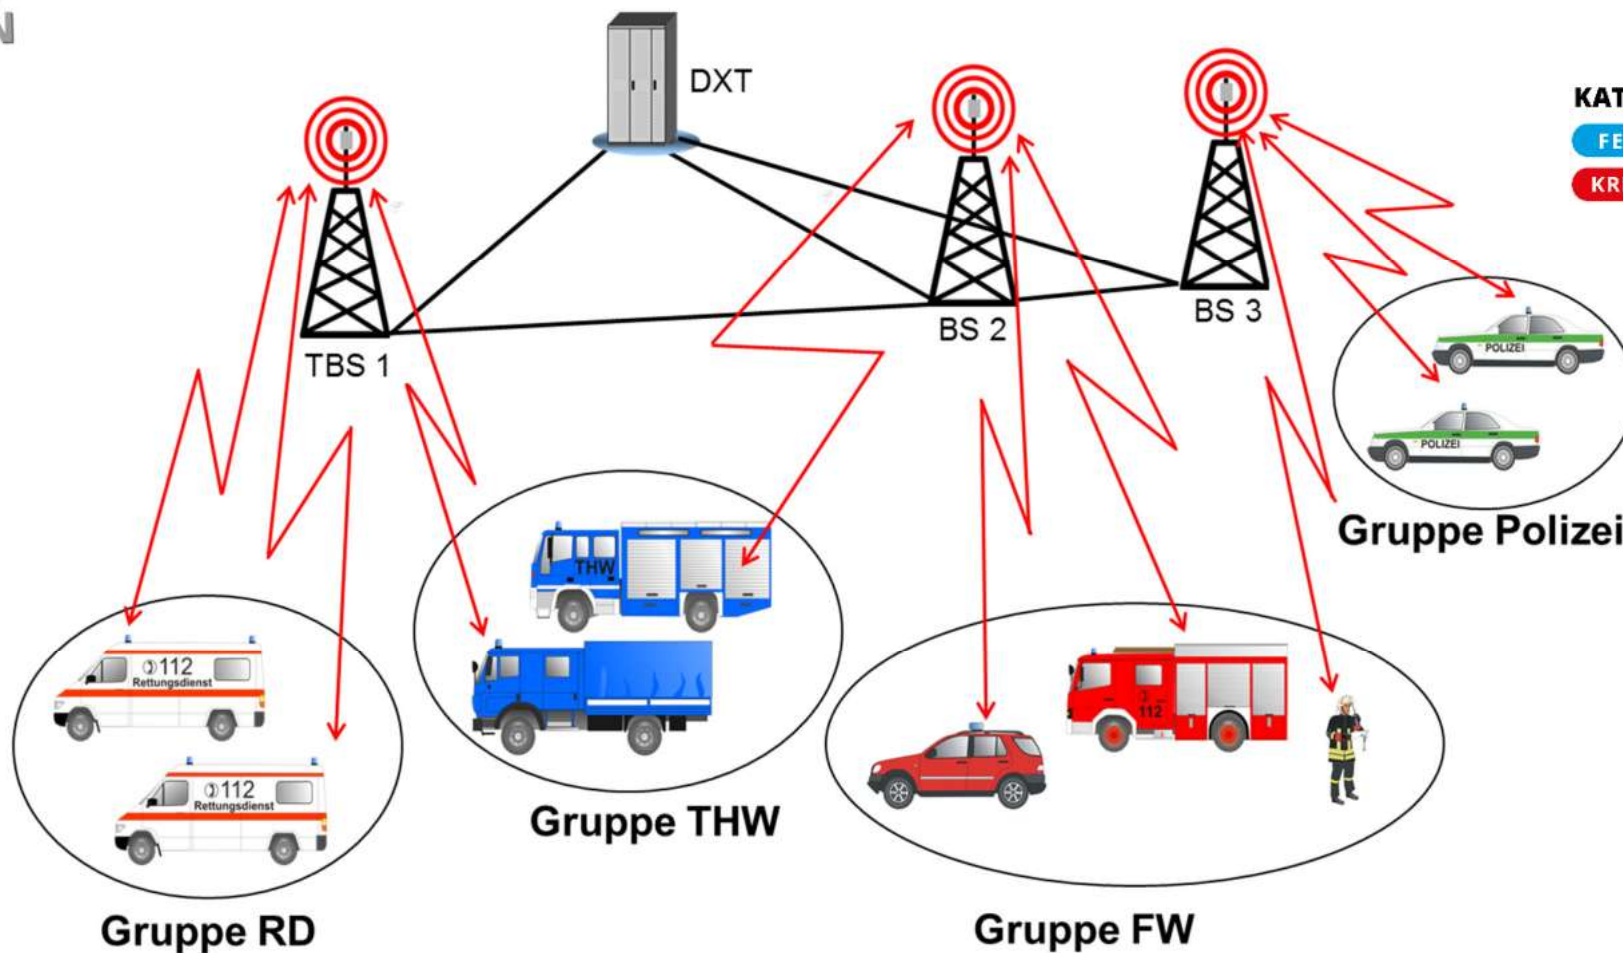 N
DXT
KAT
FE
KR
TBS 1
BS 2
BS 3
POLIZEI
POLIZEI
Gruppe Polizei
THW
112
Rettungsdienst
112
Rettungsdienst
112
Gruppe THW
Gruppe RD
Gruppe FW